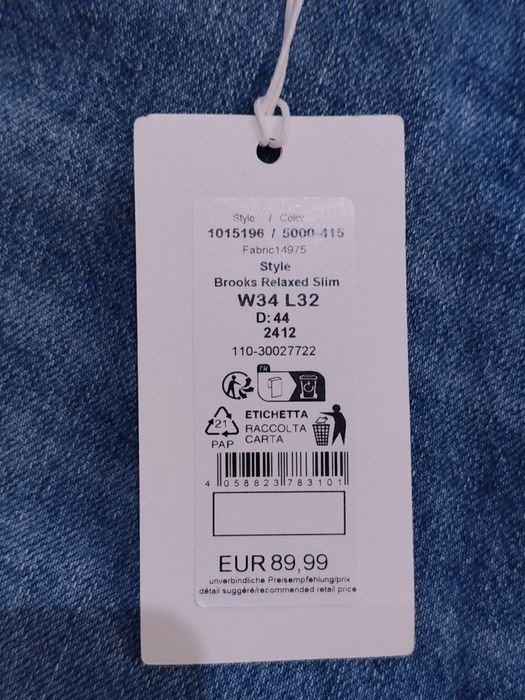 Style / Color
1015196 / 5000-415
Fabric14975
Style
Brooks Relaxed Slim
W34 L32
D: 44
2412
110-30027722
FR
21
PAP
ETICHETTA
RACCOLTA
CARTA
4 058823 783101
EUR 89,99
unverbindliche Preisempfehlung/prix
détail suggéré/recommended retail price